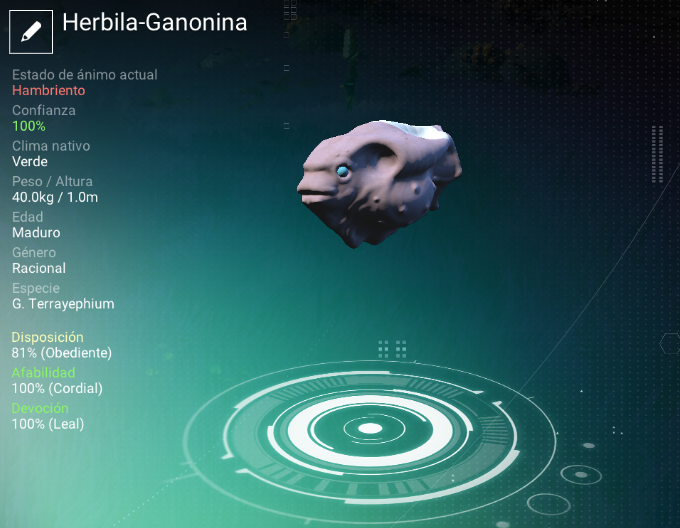 Herbila-Ganonina
Estado de ánimo actual
Hambriento
Confianza
100%
Clima nativo
Verde
Peso / Altura
40.0kg / 1.0m
Edad
Maduro
Género
Racional
Especie
G. Terrayephium
Disposición
81% (Obediente)
Afabilidad
100% (Cordial)
Devoción
100% (Leal)